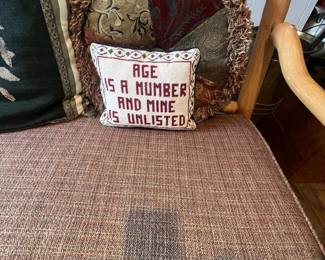 AGE
IS A NUMBER
AND MINE
IS UNLISTED